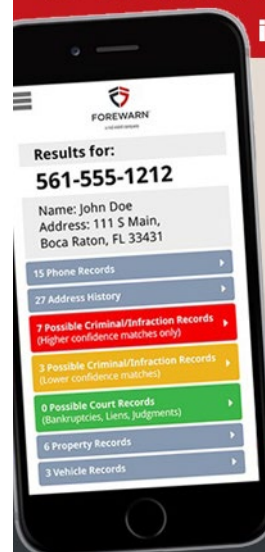 FOREWARN
Results for:
561-555-1212
Name: John Doe
Address: 111 S Main,
Boca Raton, FL 33431
15 Phone Records
27 Address History
7 Possible Criminal/Infraction Records
(Higher confidence matches only)
3 Possible Criminal/Infraction Records
(Lower confidence matches)
0 Possible Court Records
(Bankruptcies, Liens, Judgments)
6 Property Records
3 Vehicle Records